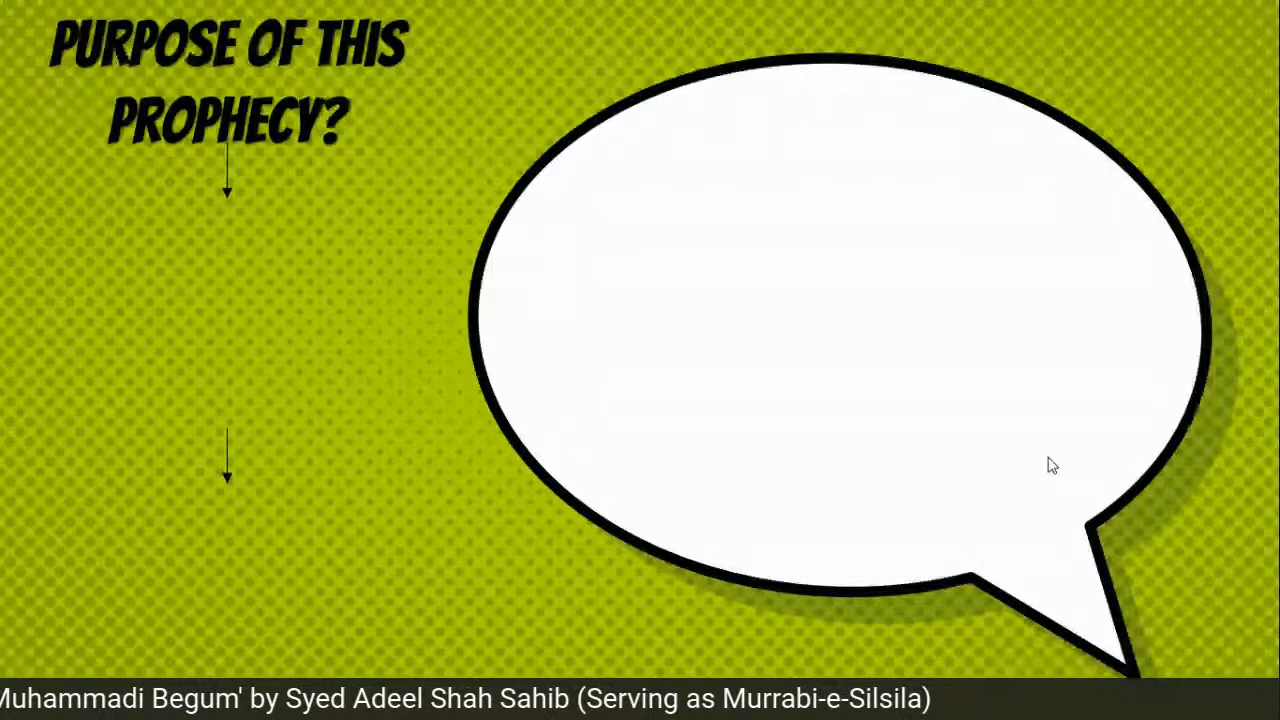 PURPOSE OF THIS
PROPHECY?
Muhammadi Begum' by Syed Adeel Shah Sahib (Serving as Murrabi-e-Silsila)